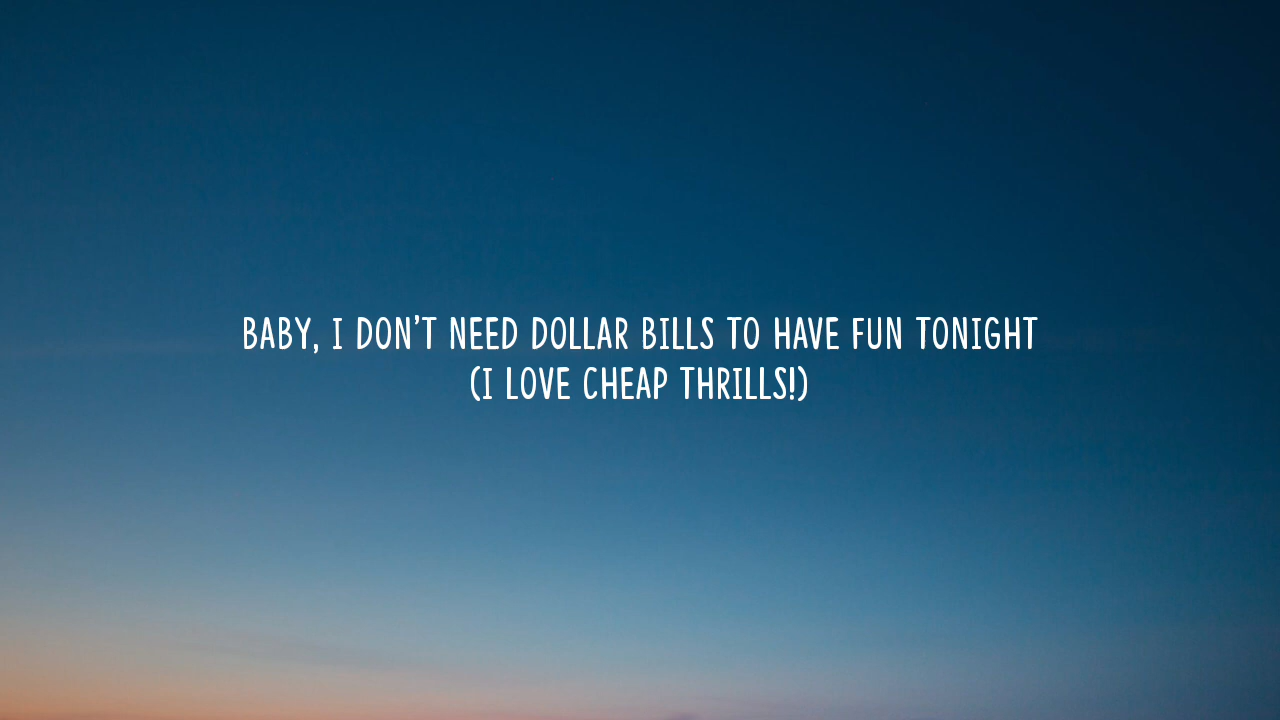 BABY, I DON'T NEED DOLLAR BILLS TO HAVE FUN TONIGHT
(I LOVE CHEAP THRILLS!)